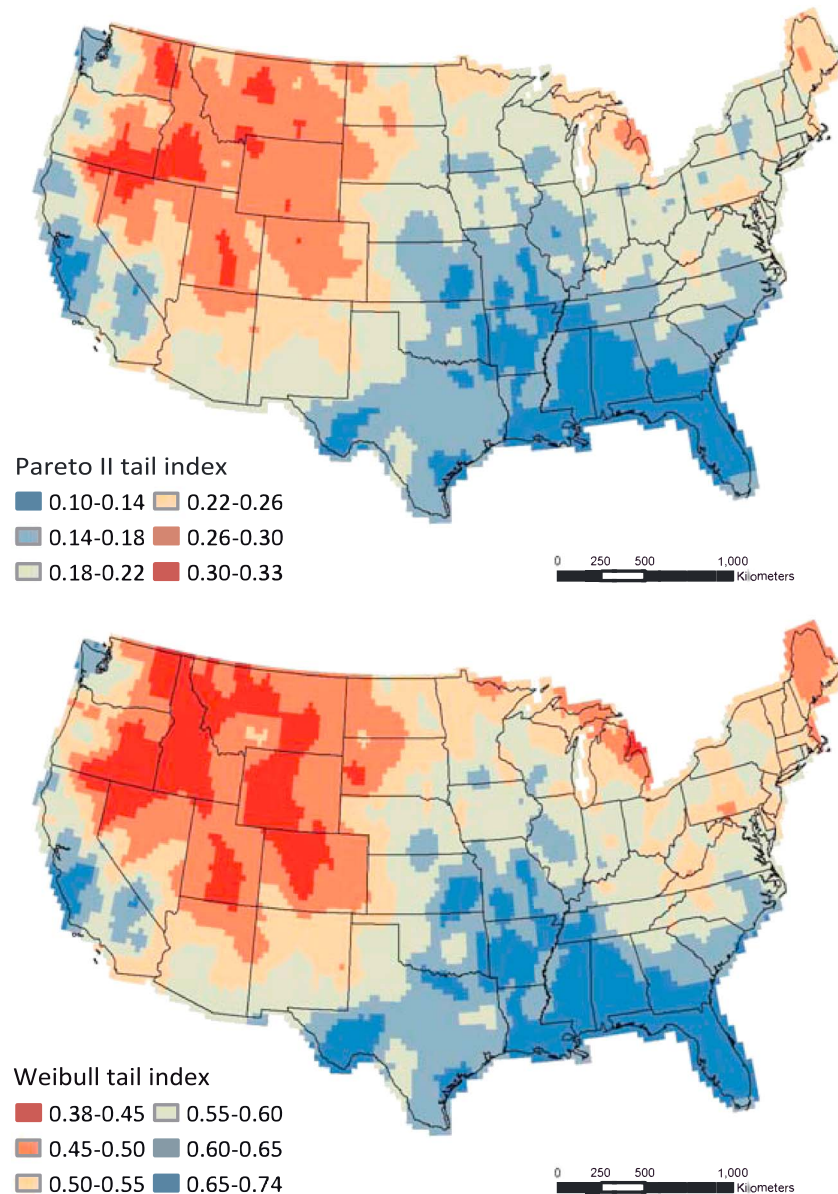 Pareto II tail index
0.10-0.14 0.22-0.26
0.14-0.18 0.26-0.30
0.18-0.22 0.30-0.33
0 250 500 1,000
Kilometers
Weibull tail index
0.38-0.45 0.55-0.60
0.45-0.50 0.60-0.65
0.50-0.55 0.65-0.74
0 250 500 1,000
Kilometers